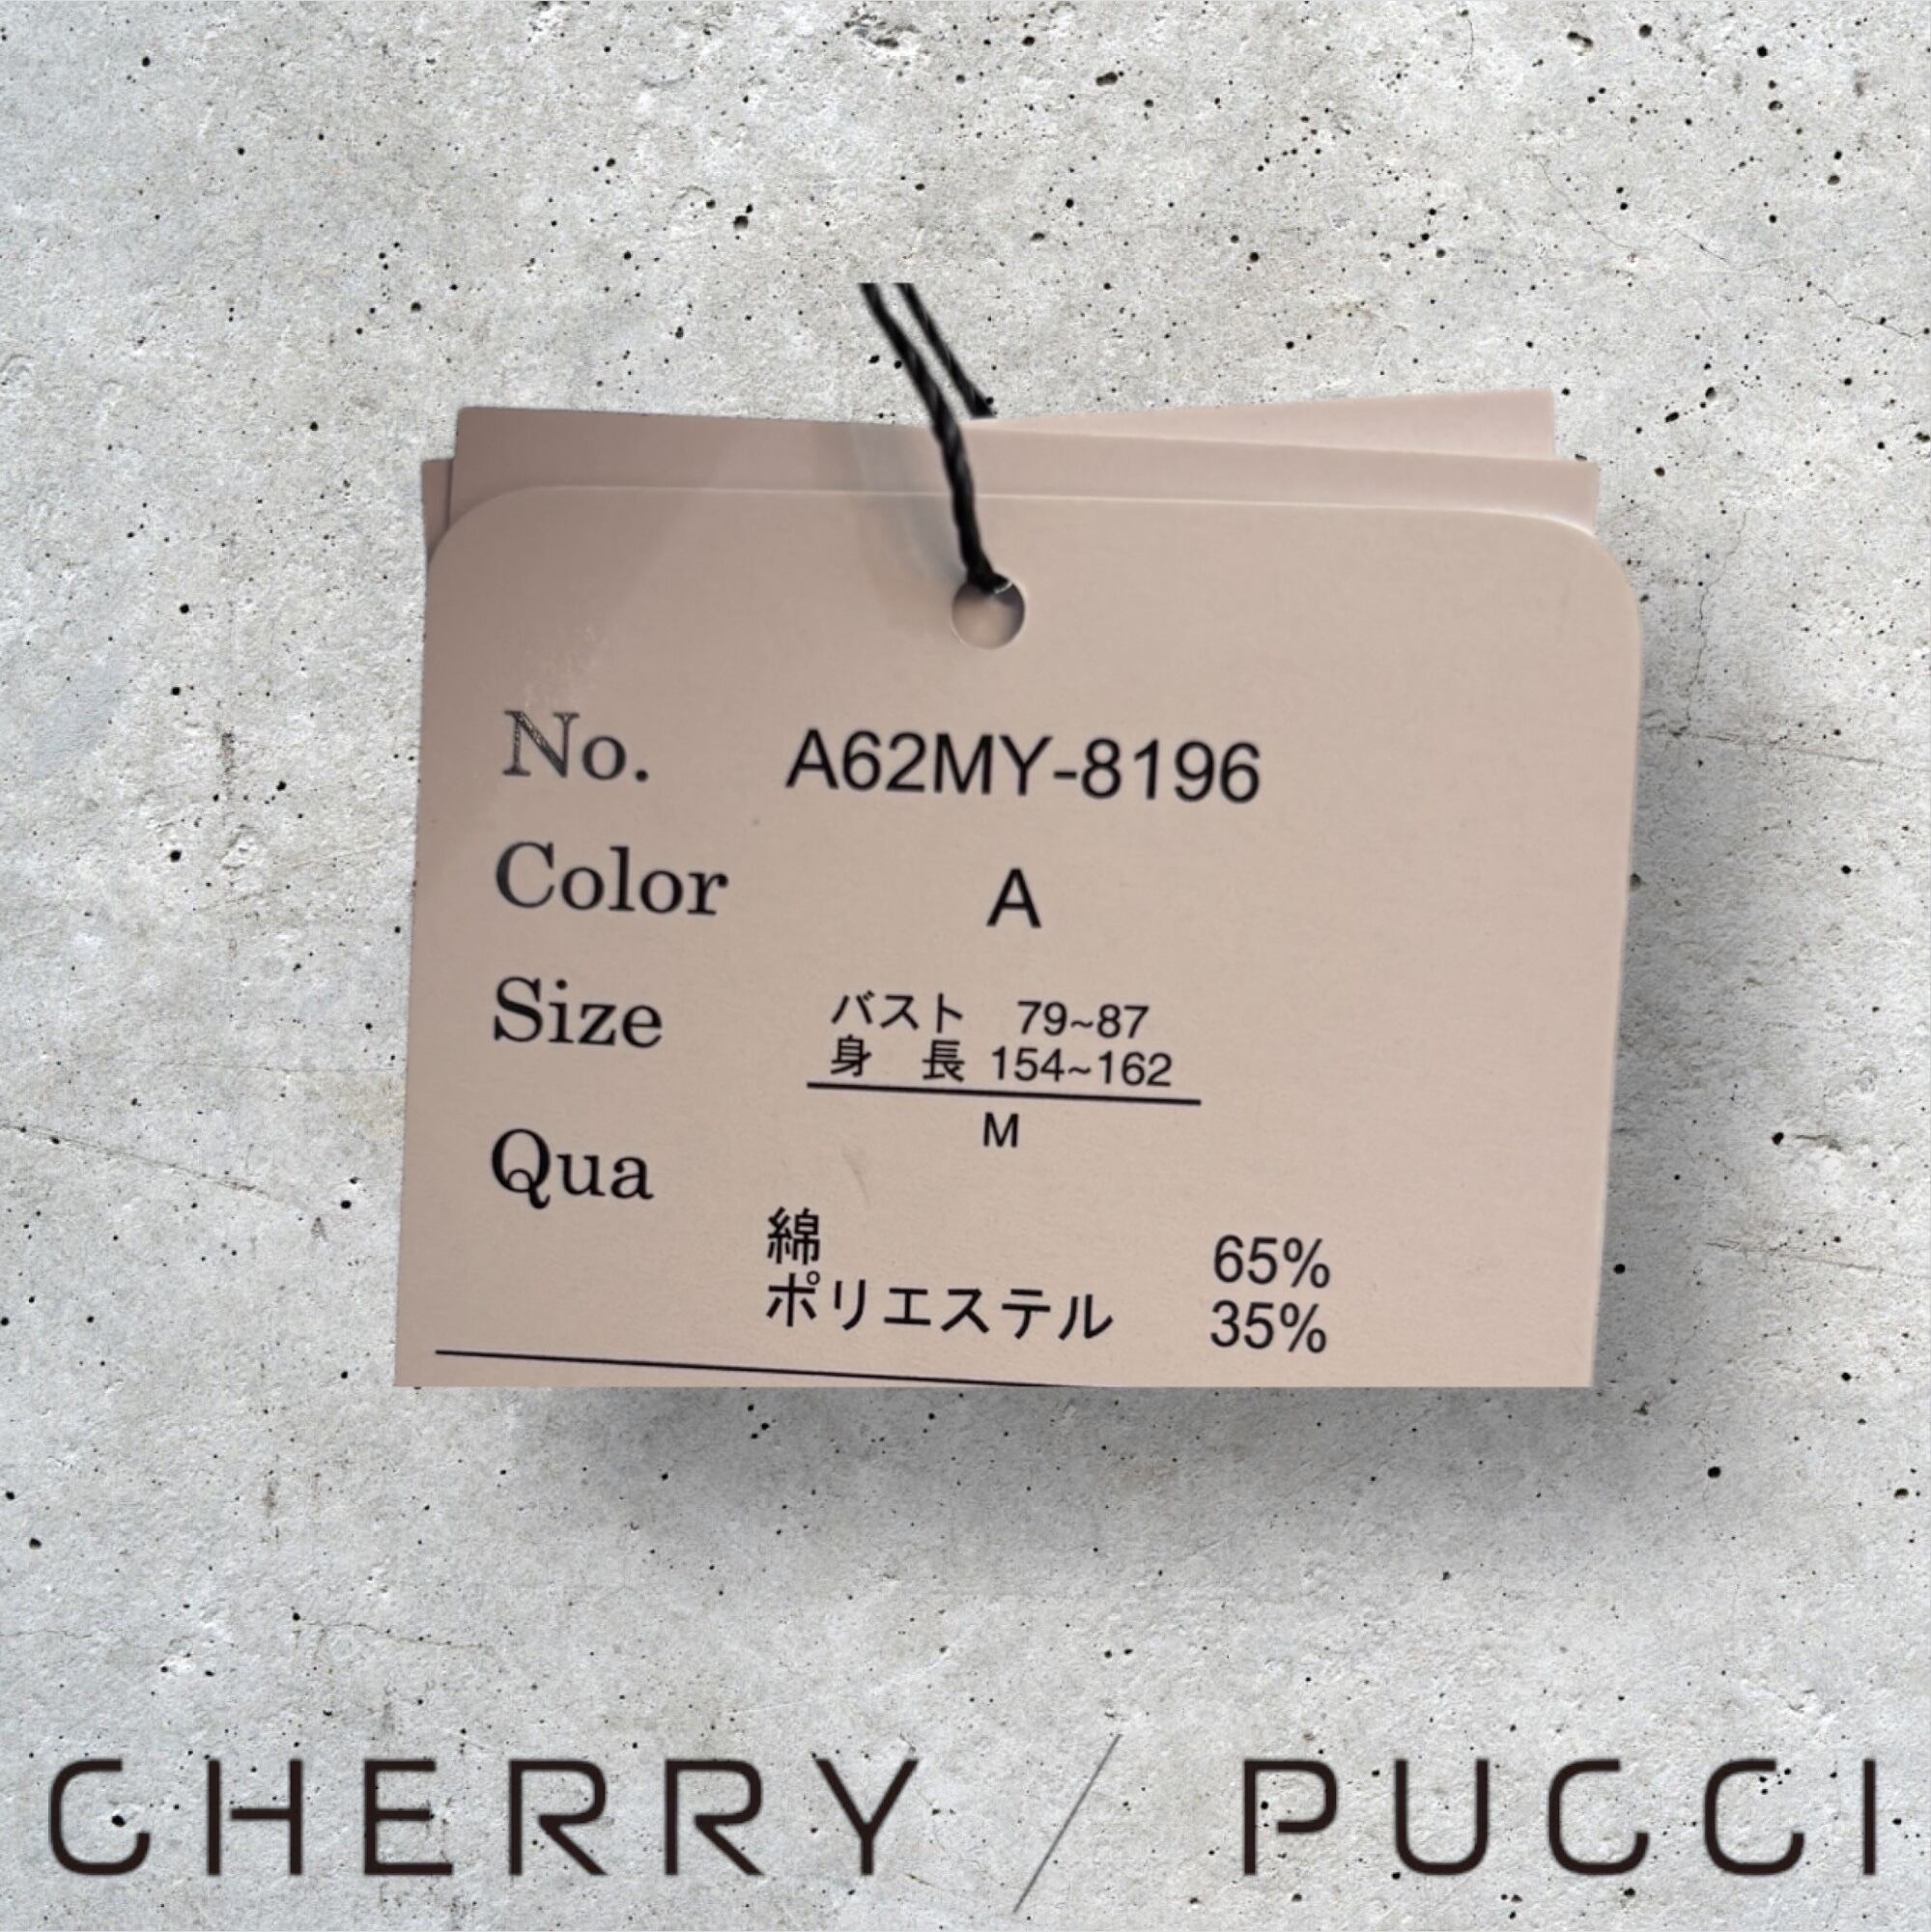 No. A62MY-8196
Color A
Size バスト 79~87
身 長 154~162
M
Qua
綿 65%
ポリエステル 35%
CHERRY / PUCCI